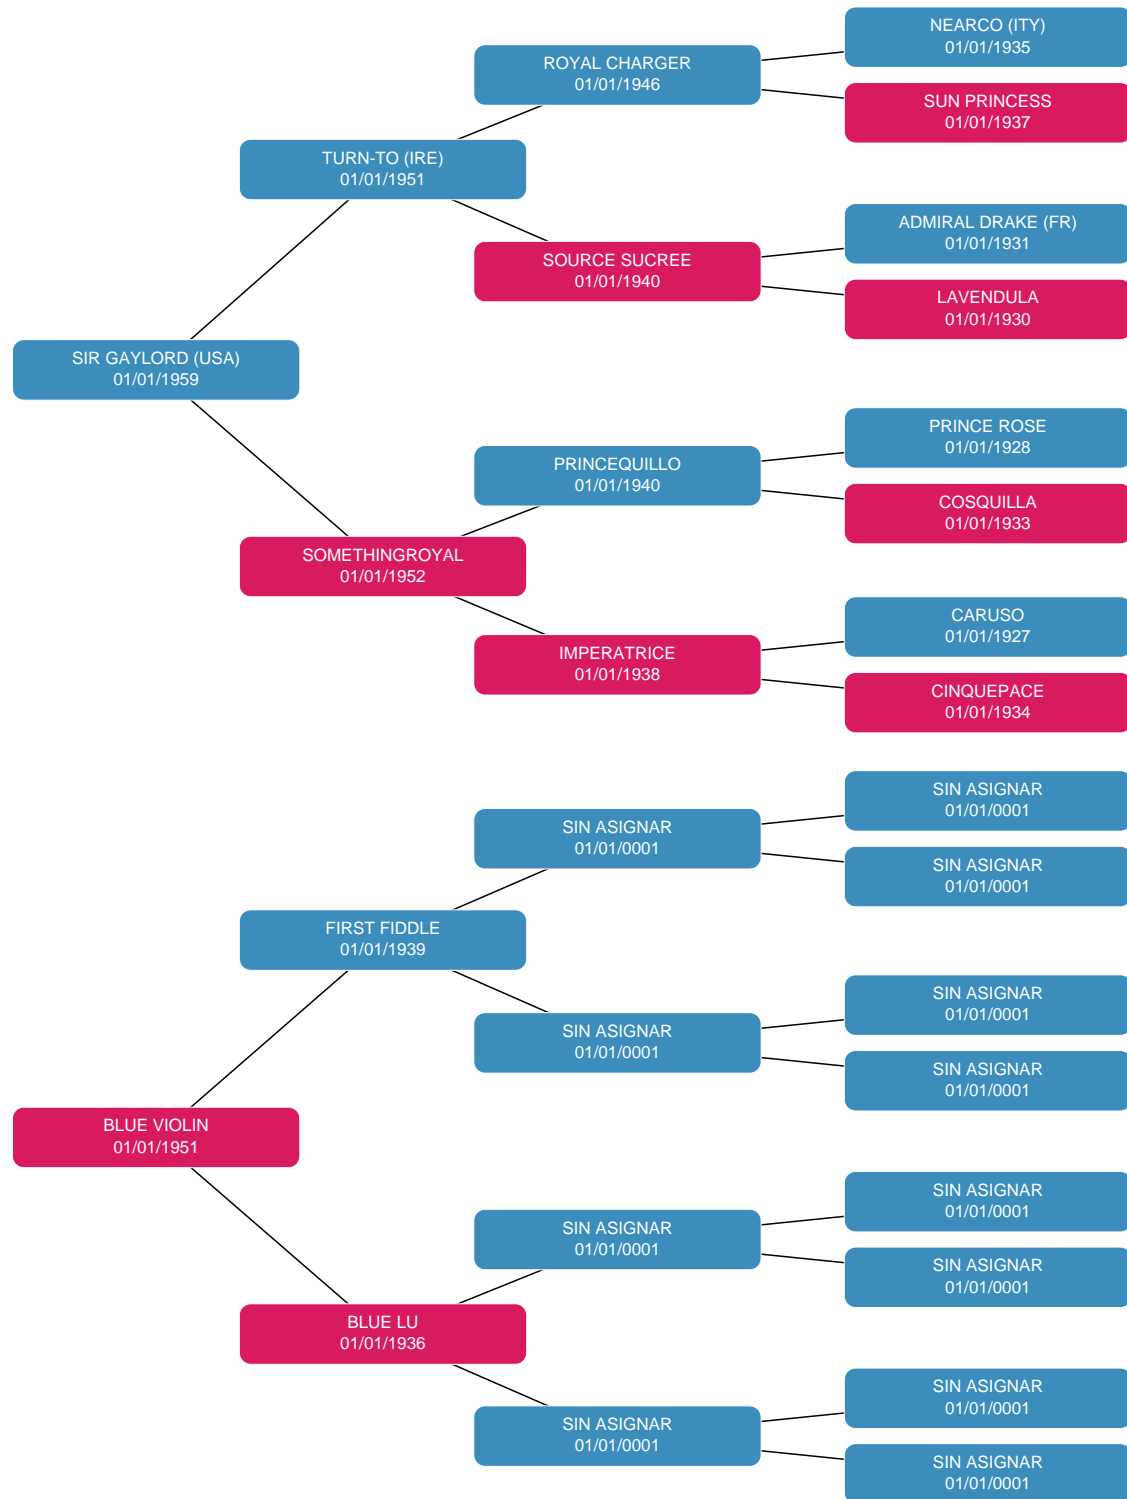 NEARCO (ITY)
01/01/1935
ROYAL CHARGER
01/01/1946
SUN PRINCESS
01/01/1937
TURN-TO (IRE)
01/01/1951
ADMIRAL DRAKE (FR)
01/01/1931
SOURCE SUCREE
01/01/1940
LAVENDULA
01/01/1930
SIR GAYLORD (USA)
01/01/1959
PRINCE ROSE
01/01/1928
PRINCEQUILLO
01/01/1940
COSQUILLA
01/01/1933
SOMETHINGROYAL
01/01/1952
CARUSO
01/01/1927
IMPERATRICE
01/01/1938
CINQUEPACE
01/01/1934
SIN ASIGNAR
01/01/0001
SIN ASIGNAR
01/01/0001
SIN ASIGNAR
01/01/0001
FIRST FIDDLE
01/01/1939
SIN ASIGNAR
01/01/0001
SIN ASIGNAR
01/01/0001
SIN ASIGNAR
01/01/0001
BLUE VIOLIN
01/01/1951
SIN ASIGNAR
01/01/0001
SIN ASIGNAR
01/01/0001
SIN ASIGNAR
01/01/0001
BLUE LU
01/01/1936
SIN ASIGNAR
01/01/0001
SIN ASIGNAR
01/01/0001
SIN ASIGNAR
01/01/0001